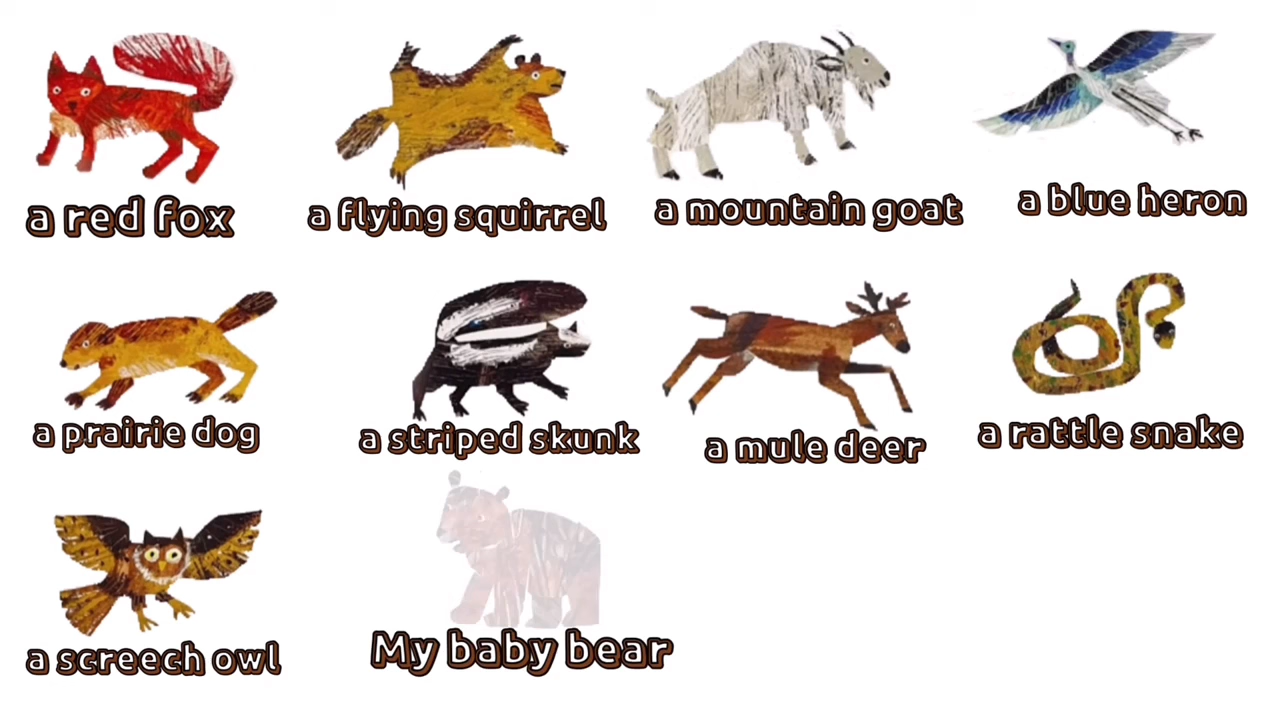 a red fox
a flying squirrel
a mountain goat
a blue heron
a prairie dog
a striped skunk
a mule deer
a rattle snake
a screech owl
My baby bear